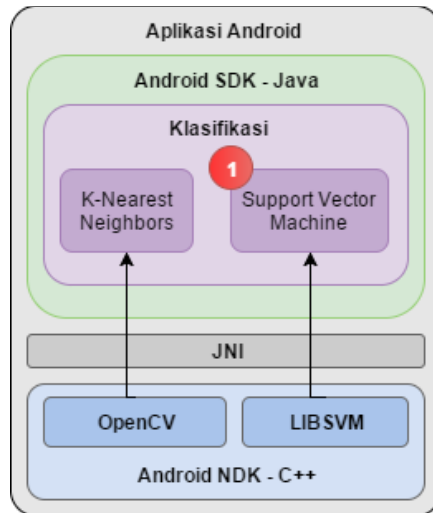 Aplikasi Android
Android SDK - Java
Klasifikasi
1
K-Nearest
Neighbors
Support Vector
Machine
JNI
OpenCV
LIBSVM
Android NDK - C++